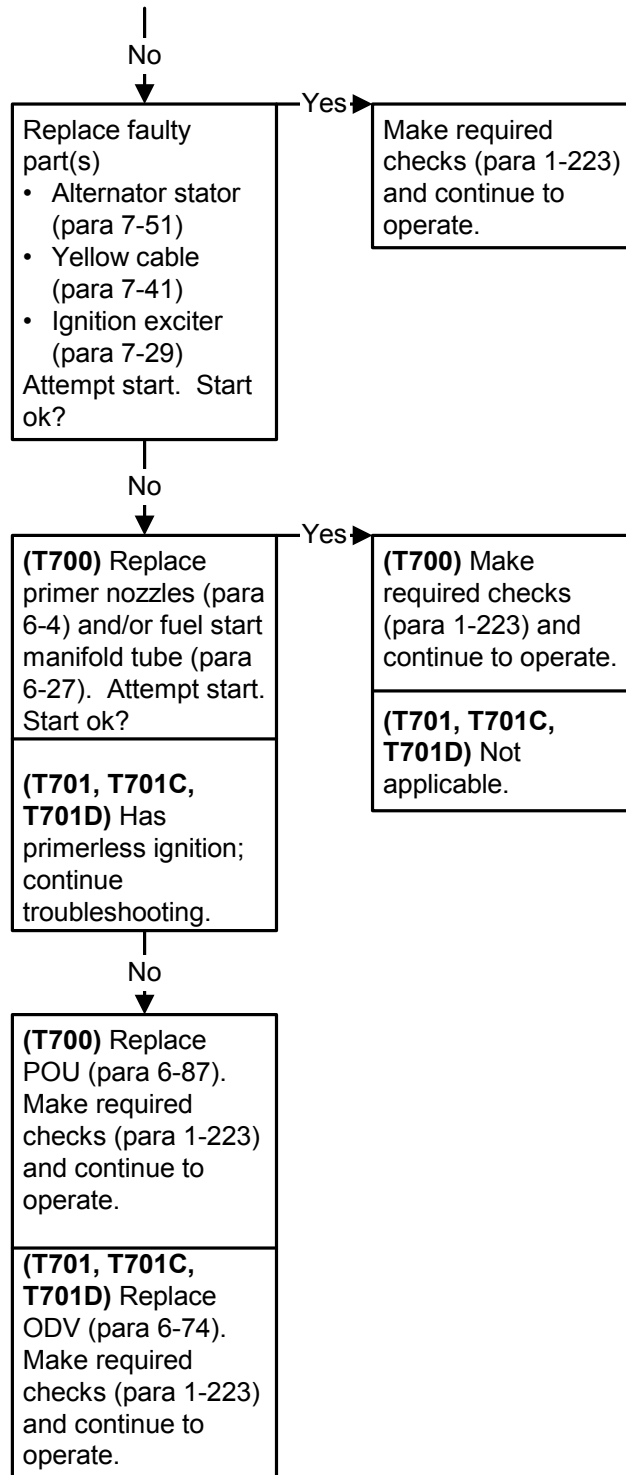 No
Replace faulty
part(s)
• Alternator stator
(para 7-51)
• Yellow cable
(para 7-41)
• Ignition exciter
(para 7-29)
Attempt start. Start
ok?
Yes
Make required
checks (para 1-223)
and continue to
operate.
No
(T700) Replace
primer nozzles (para
6-4) and/or fuel start
manifold tube (para
6-27). Attempt start.
Start ok?
(T701, T701C,
T701D) Has
primerless ignition;
continue
troubleshooting.
Yes
(T700) Make
required checks
(para 1-223) and
continue to operate.
(T701, T701C,
T701D) Not
applicable.
No
(T700) Replace
POU (para 6-87).
Make required
checks (para 1-223)
and continue to
operate.
(T701, T701C,
T701D) Replace
ODV (para 6-74).
Make required
checks (para 1-223)
and continue to
operate.